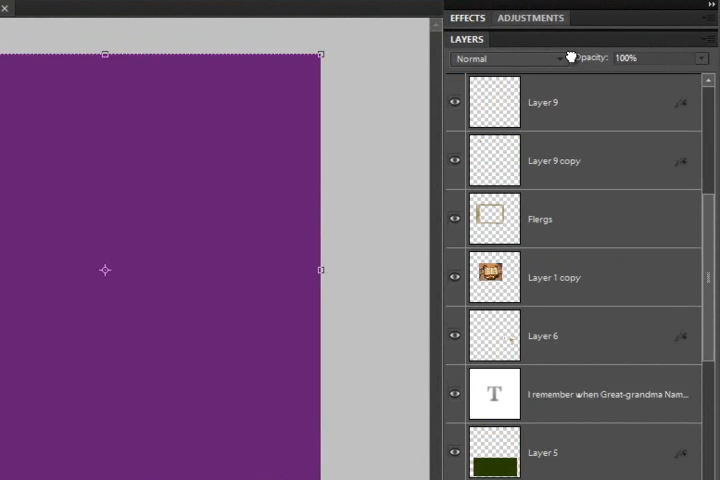 EFFECTS ADJUSTMENTS
LAYERS
Normal Opacity: 100%
Layer 9
Layer 9 copy
Flergs
Layer 1 copy
Layer 6
T I remember when Great-grandma Nam...
Layer 5